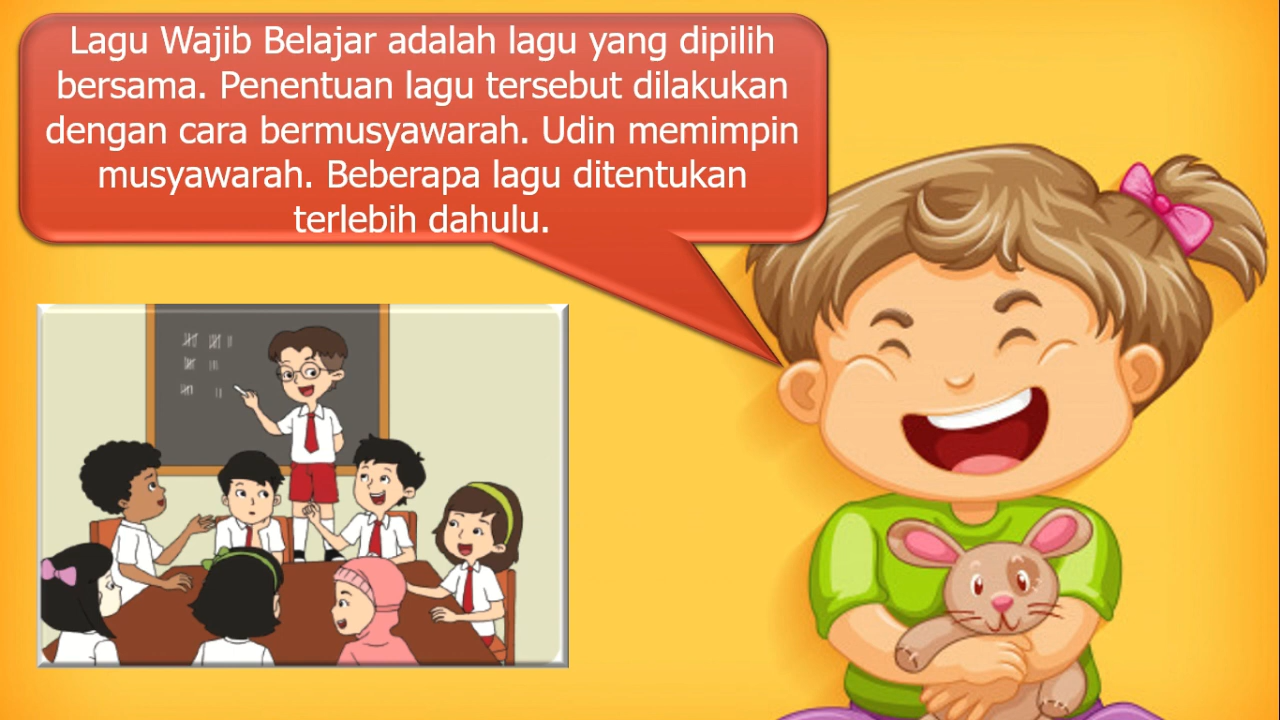 Lagu Wajib Belajar adalah lagu yang dipilih
bersama. Penentuan lagu tersebut dilakukan
dengan cara bermusyawarah. Udin memimpin
musyawarah. Beberapa lagu ditentukan
terlebih dahulu.